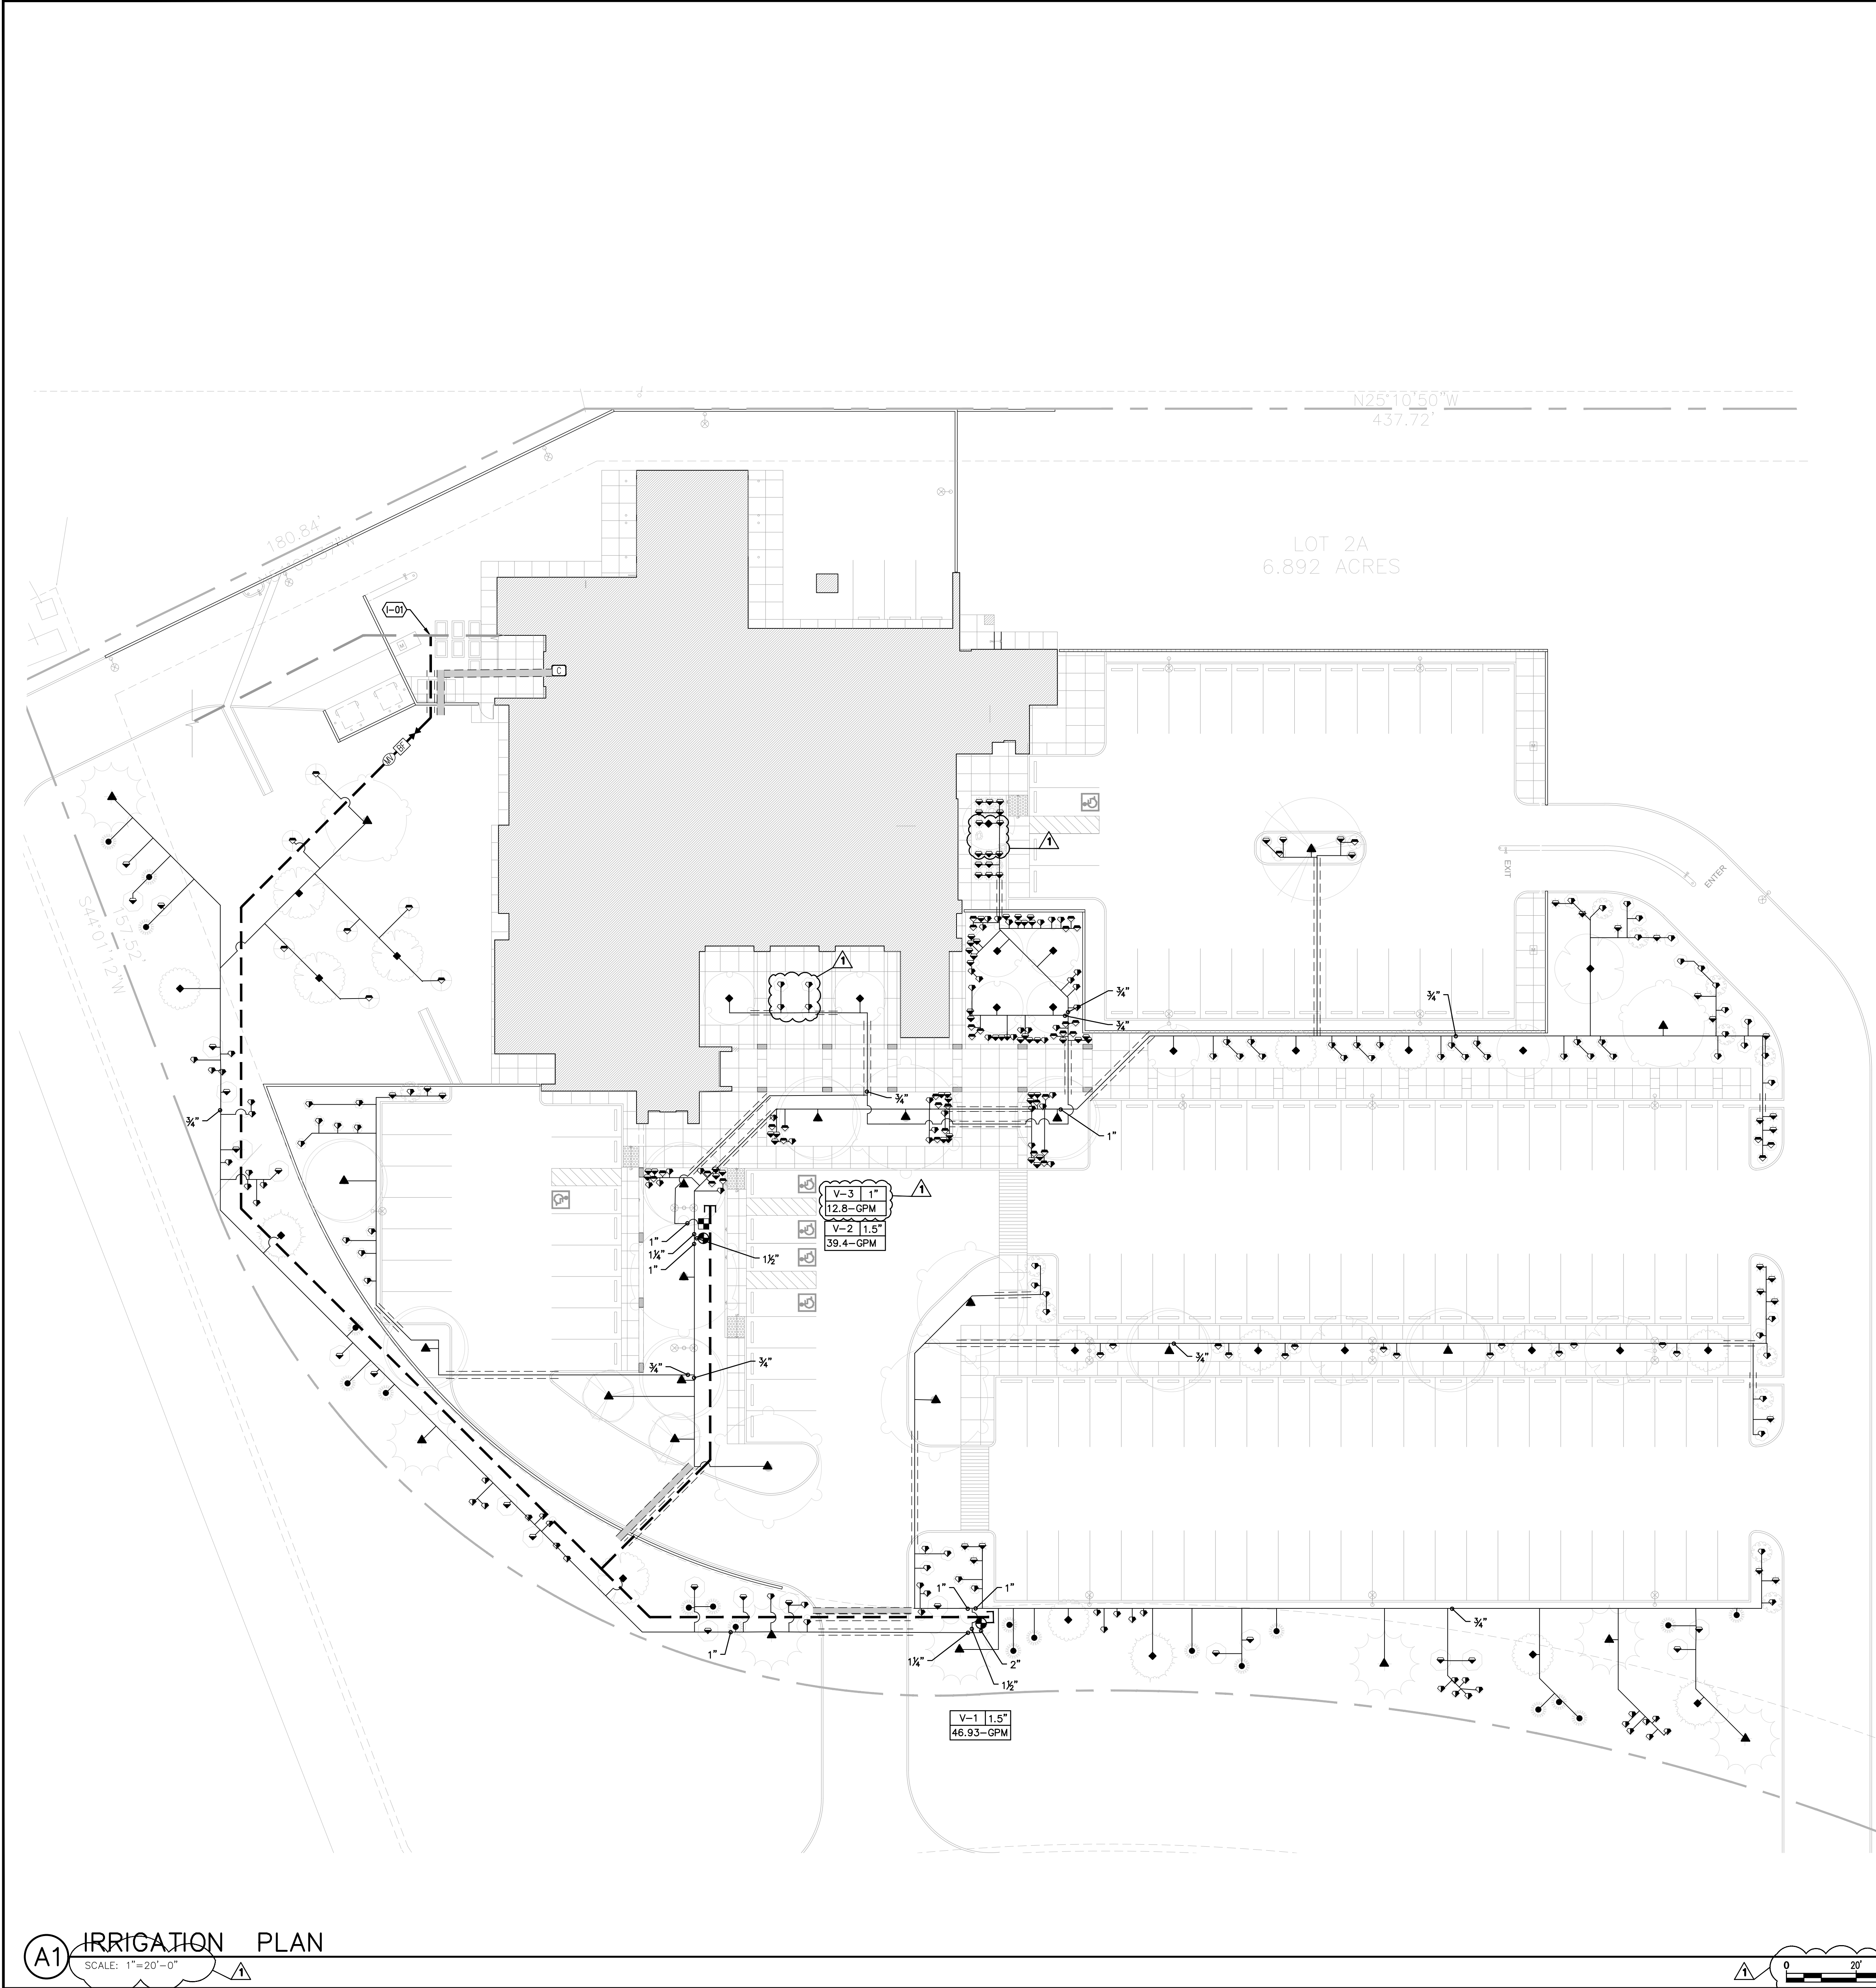 N25°10'50"W
437.72'
180.84'
LOT 2A
6.892 ACRES
I-01
M
C
BF
MV
M
EXIT
ENTER
1
S44°01'12"W
157.52'
1
M
¾"
¾"
¾"
¾"
¾"
1"
V-3 1"
12.8-GPM
1
V-2 1.5"
39.4-GPM
1"
1¼"
1"
1½"
¾"
¾"
¾"
1"
1"
¾"
1"
1¼"
2"
1½"
V-1 1.5"
46.93-GPM
A1
IRRIGATION PLAN
SCALE: 1"=20'-0"
1
1
0 20'